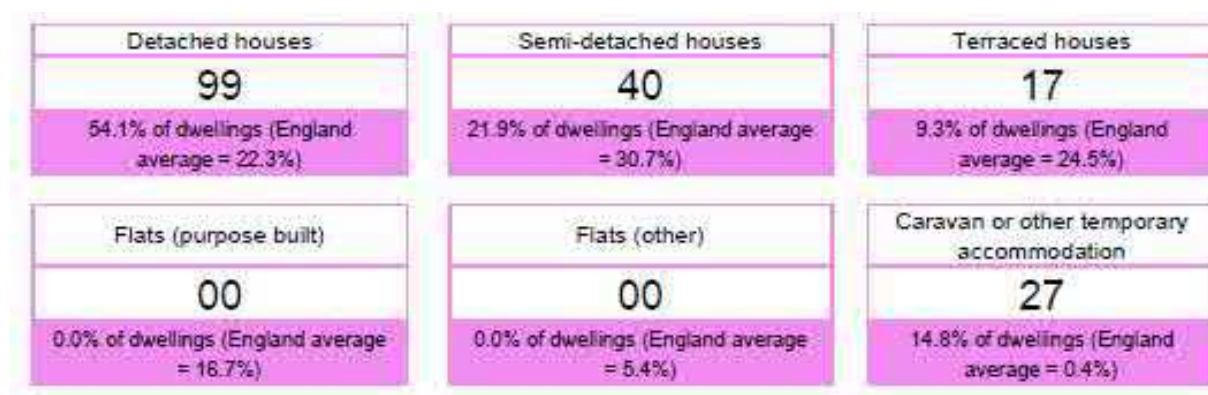 Detached houses
99
54.1% of dwellings (England
average = 22.3%)
Semi-detached houses
40
21.9% of dwellings (England average
= 30.7%)
Terraced houses
17
9.3% of dwellings (England
average = 24.5%)
Flats (purpose built)
00
0.0% of dwellings (England average
= 16.7%)
Flats (other)
00
0.0% of dwellings (England average
= 5.4%)
Caravan or other temporary
accommodation
27
14.8% of dwellings (England
average = 0.4%)